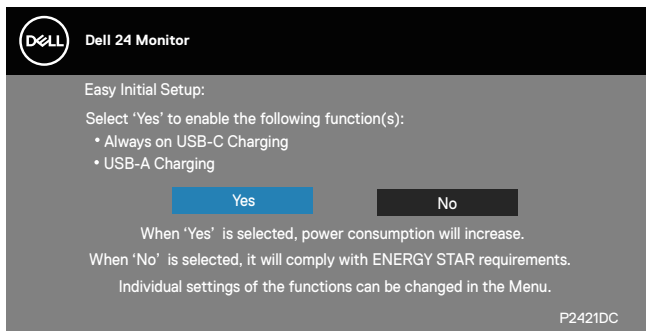 DELL
Dell 24 Monitor
Easy Initial Setup:
Select ‘Yes’ to enable the following function(s):
• Always on USB-C Charging
• USB-A Charging
Yes
No
When ‘Yes’ is selected, power consumption will increase.
When ‘No’ is selected, it will comply with ENERGY STAR requirements.
Individual settings of the functions can be changed in the Menu.
P2421DC